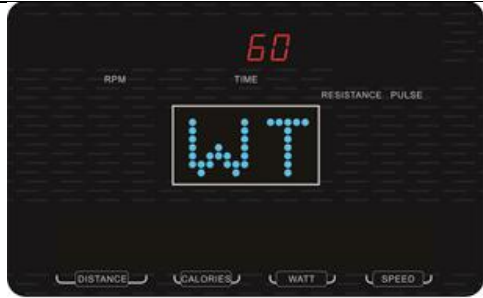 60
RPM TIME
RESISTANCE PULSE
WT
DISTANCE CALORIES WATT SPEED